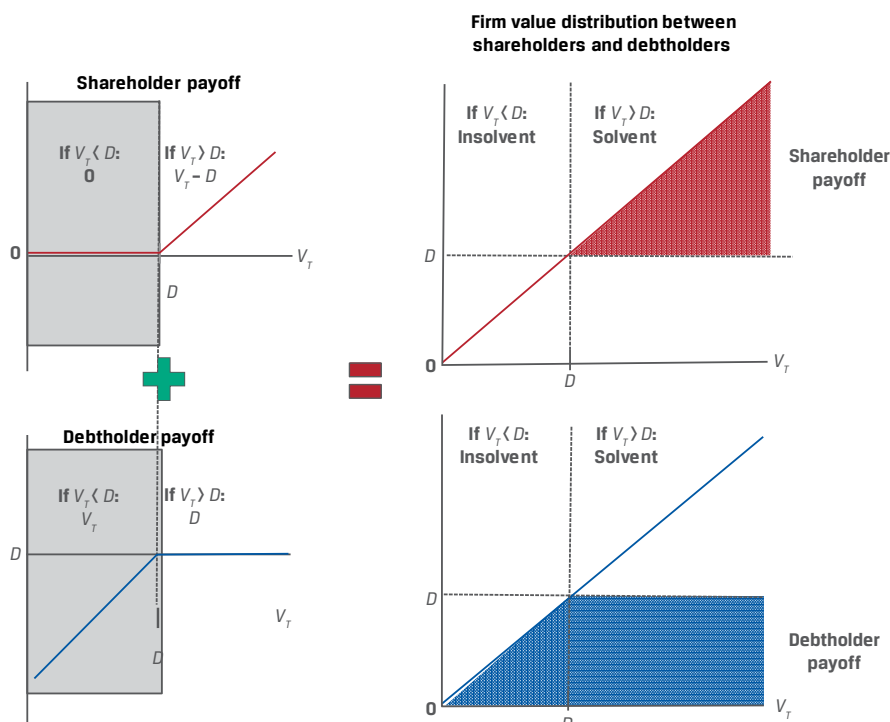 Firm value distribution between
shareholders and debtholders
Shareholder payoff
If V_T < D:
0
If V_T > D:
V_T – D
0
V_T
D
If V_T < D:
Insolvent
If V_T > D:
Solvent
Shareholder
payoff
D
0
D
V_T
Debtholder payoff
If V_T < D:
V_T
If V_T > D:
D
D
V_T
D
If V_T < D:
Insolvent
If V_T > D:
Solvent
D
Debtholder
payoff
0
D
V_T